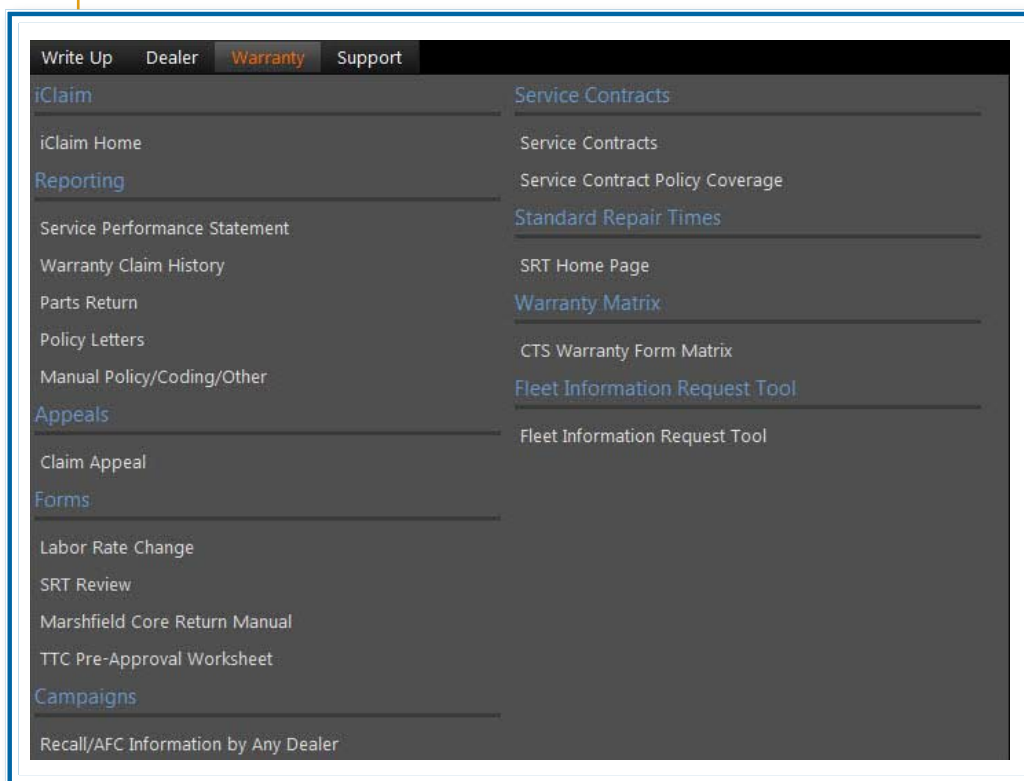 Write Up Dealer Warranty Support
iClaim
iClaim Home
Reporting
Service Performance Statement
Warranty Claim History
Parts Return
Policy Letters
Manual Policy/Coding/Other
Appeals
Claim Appeal
Forms
Labor Rate Change
SRT Review
Marshfield Core Return Manual
TTC Pre-Approval Worksheet
Campaigns
Recall/AFC Information by Any Dealer
Service Contracts
Service Contracts
Service Contract Policy Coverage
Standard Repair Times
SRT Home Page
Warranty Matrix
CTS Warranty Form Matrix
Fleet Information Request Tool
Fleet Information Request Tool